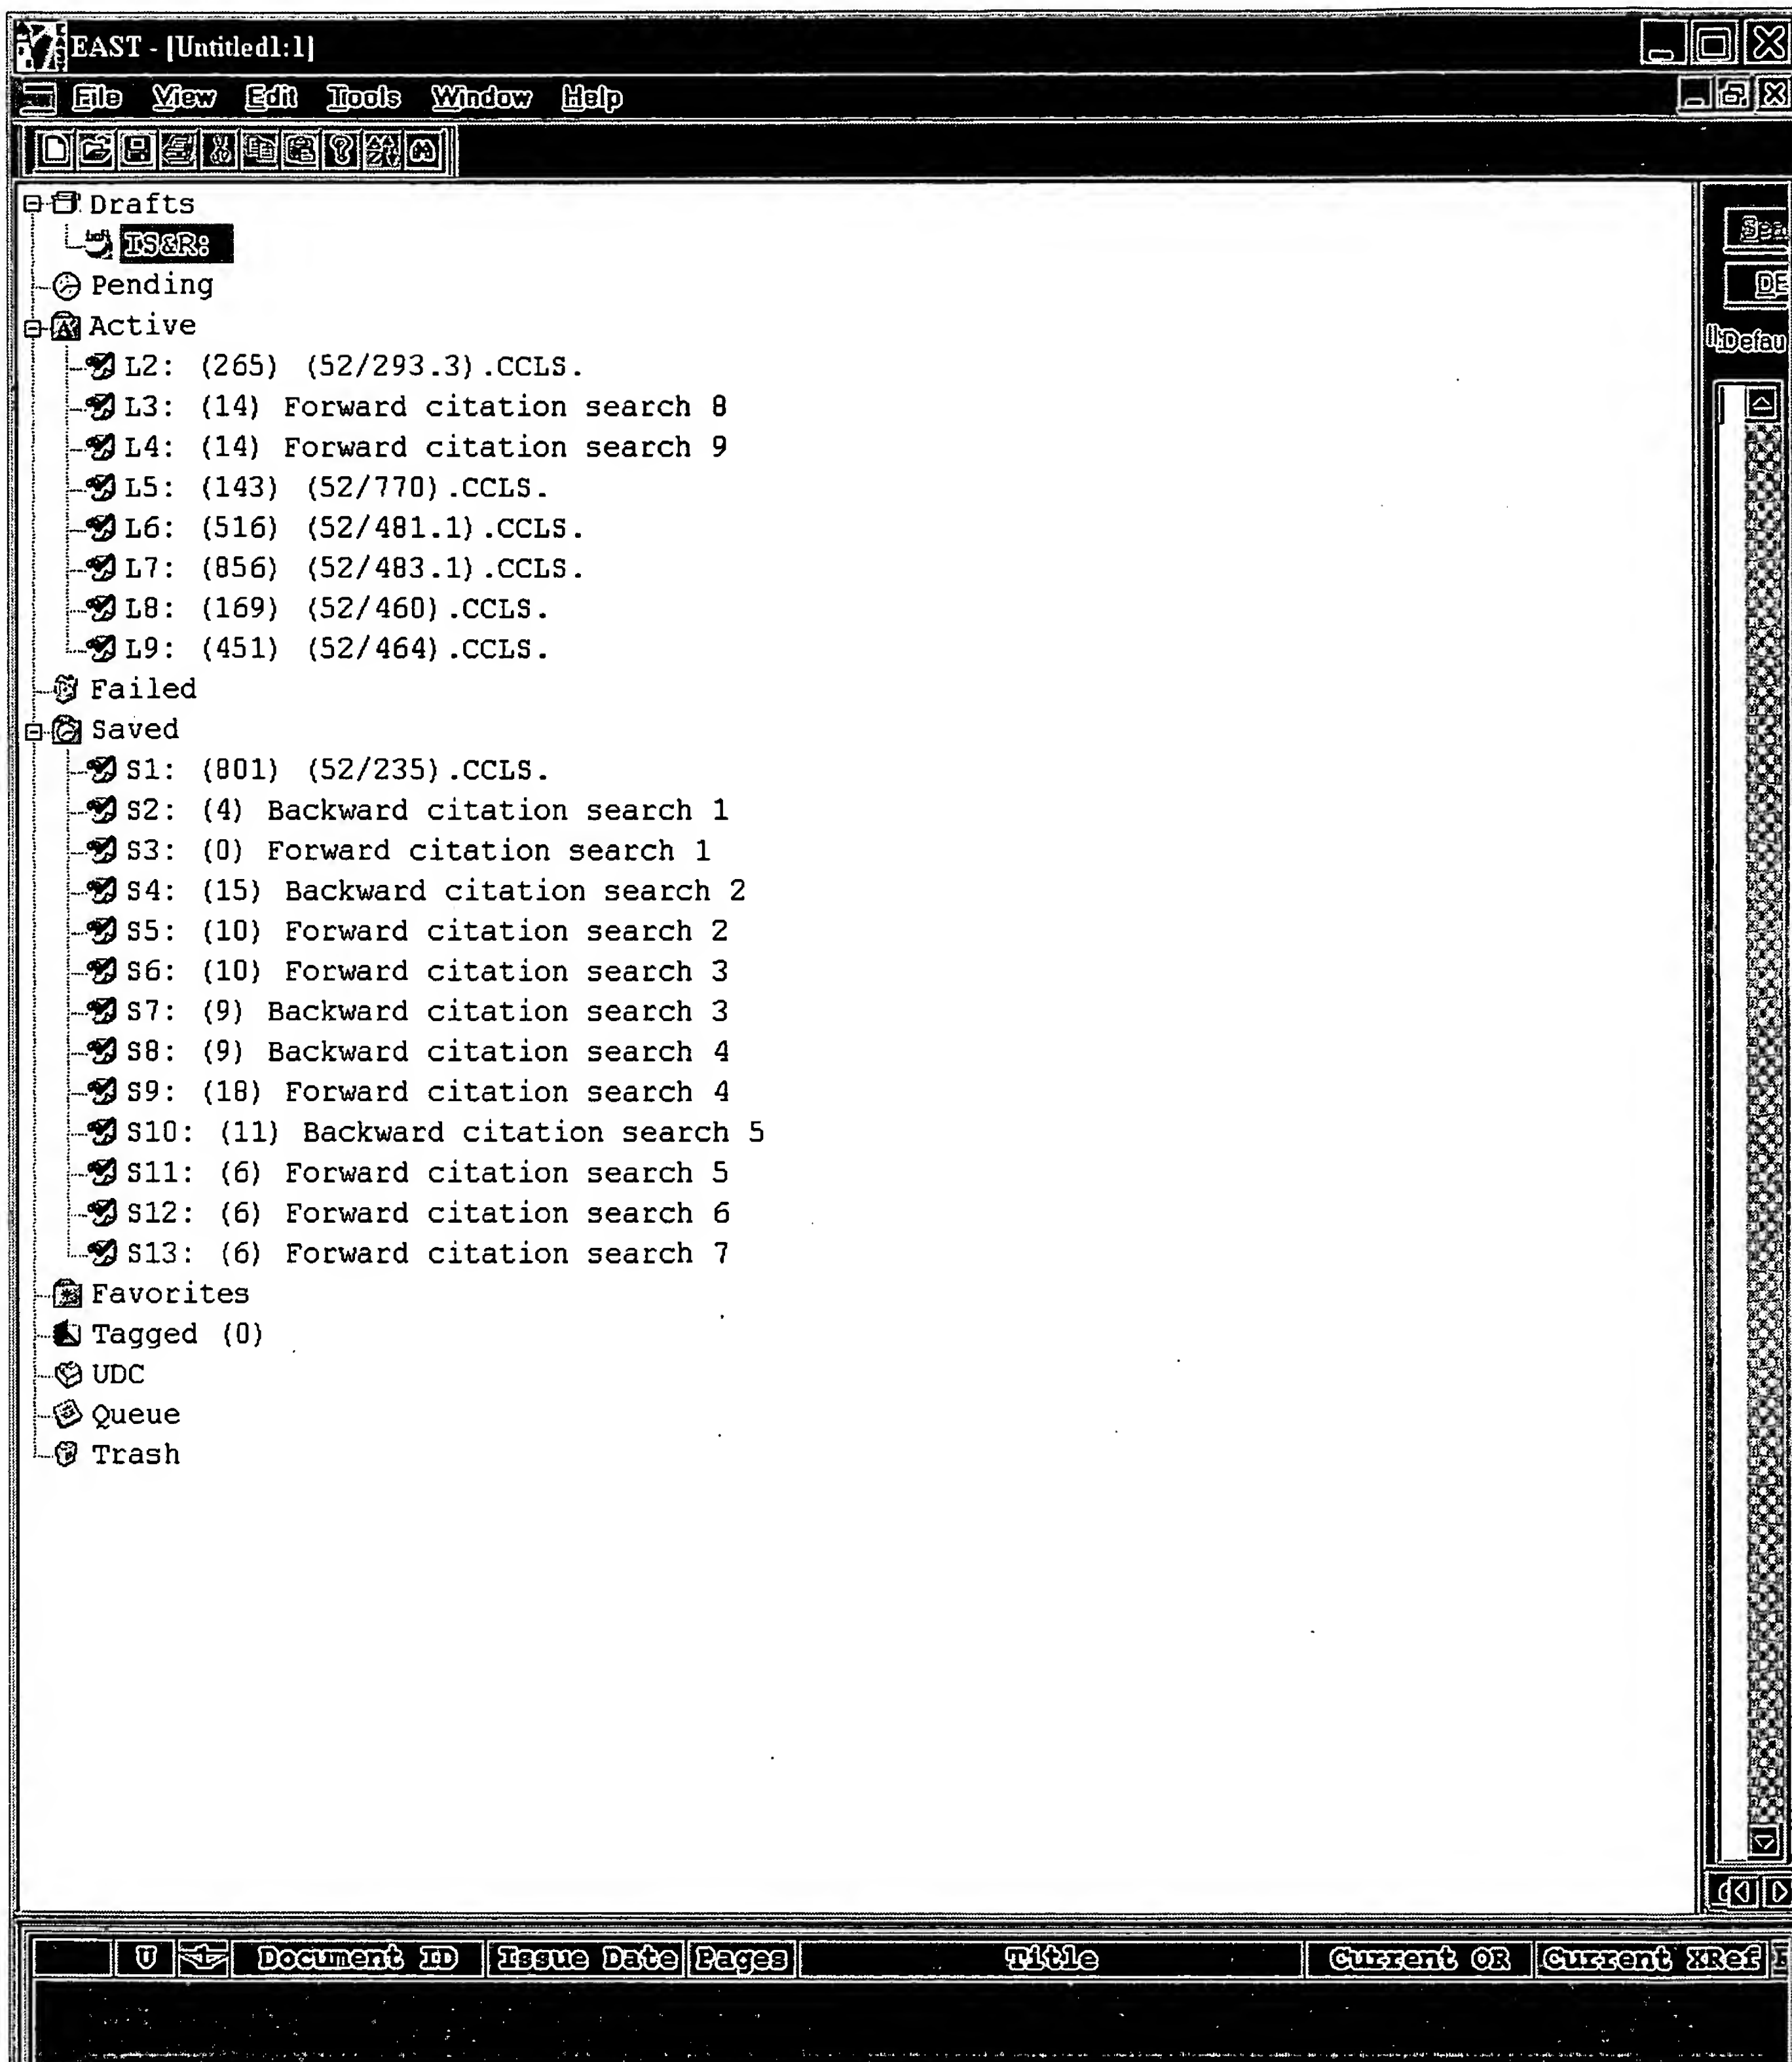 EAST - [Untitled1:1]
File View Edit Tools Window Help
Drafts
IS&R:
Pending
Active
L2: (265) (52/293.3).CCLS.
L3: (14) Forward citation search 8
L4: (14) Forward citation search 9
L5: (143) (52/770).CCLS.
L6: (516) (52/481.1).CCLS.
L7: (856) (52/483.1).CCLS.
L8: (169) (52/460).CCLS.
L9: (451) (52/464).CCLS.
Failed
Saved
S1: (801) (52/235).CCLS.
S2: (4) Backward citation search 1
S3: (0) Forward citation search 1
S4: (15) Backward citation search 2
S5: (10) Forward citation search 2
S6: (10) Forward citation search 3
S7: (9) Backward citation search 3
S8: (9) Backward citation search 4
S9: (18) Forward citation search 4
S10: (11) Backward citation search 5
S11: (6) Forward citation search 5
S12: (6) Forward citation search 6
S13: (6) Forward citation search 7
Favorites
Tagged (0)
UDC
Queue
Trash
Sea
DE
Defau
U Document ID Issue Date Pages Title Current OR Current XRef